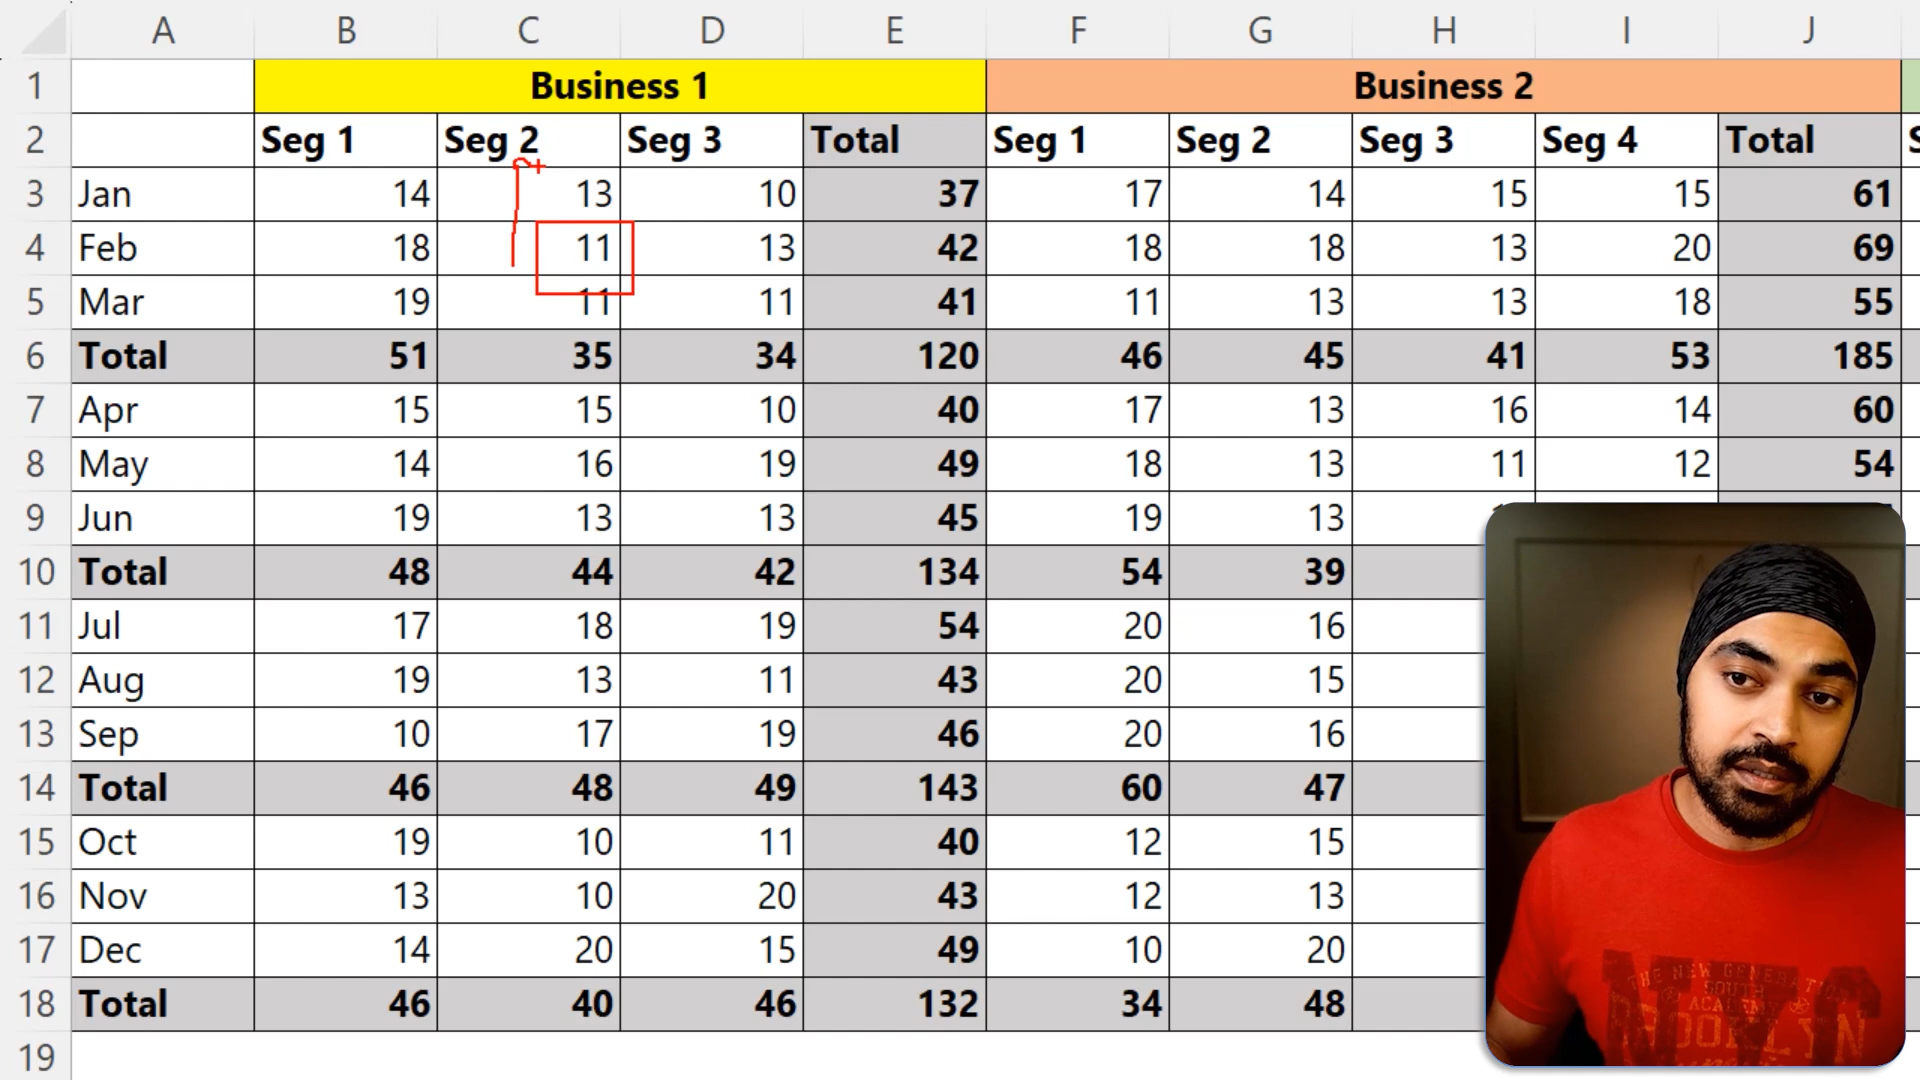 A B C D E F G H I J
1 Business 1 Business 2
2 Seg 1 Seg 2 Seg 3 Total Seg 1 Seg 2 Seg 3 Seg 4 Total
3 Jan 14 13 10 37 17 14 15 15 61
4 Feb 18 11 13 42 18 18 13 20 69
5 Mar 19 11 11 41 11 13 13 18 55
6 Total 51 35 34 120 46 45 41 53 185
7 Apr 15 15 10 40 17 13 16 14 60
8 May 14 16 19 49 18 13 11 12 54
9 Jun 19 13 13 45 19 13
10 Total 48 44 42 134 54 39
11 Jul 17 18 19 54 20 16
12 Aug 19 13 11 43 20 15
13 Sep 10 17 19 46 20 16
14 Total 46 48 49 143 60 47
15 Oct 19 10 11 40 12 15
16 Nov 13 10 20 43 12 13
17 Dec 14 20 15 49 10 20
18 Total 46 40 46 132 34 48
19
THE NEW GENERATI
SOUTH
ACADEMY
NYC
BROOKLYN